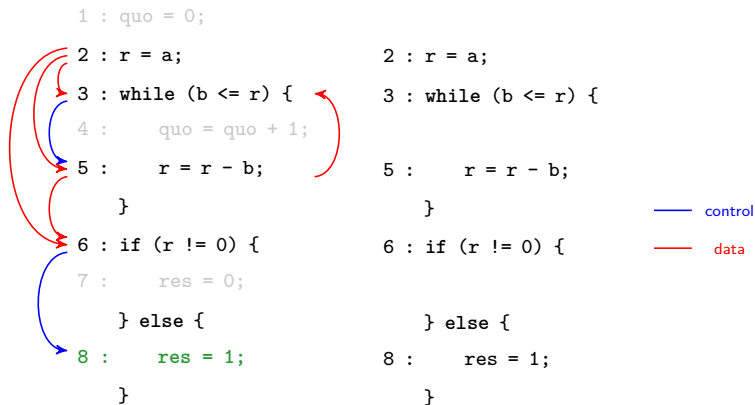 1 : quo = 0;
2 : r = a;
3 : while (b <= r) {
4 :     quo = quo + 1;
5 :     r = r - b;
}
6 : if (r != 0) {
7 :     res = 0;
} else {
8 :     res = 1;
}
2 : r = a;
3 : while (b <= r) {
5 :     r = r - b;
}
6 : if (r != 0) {
} else {
8 :     res = 1;
}
control
data